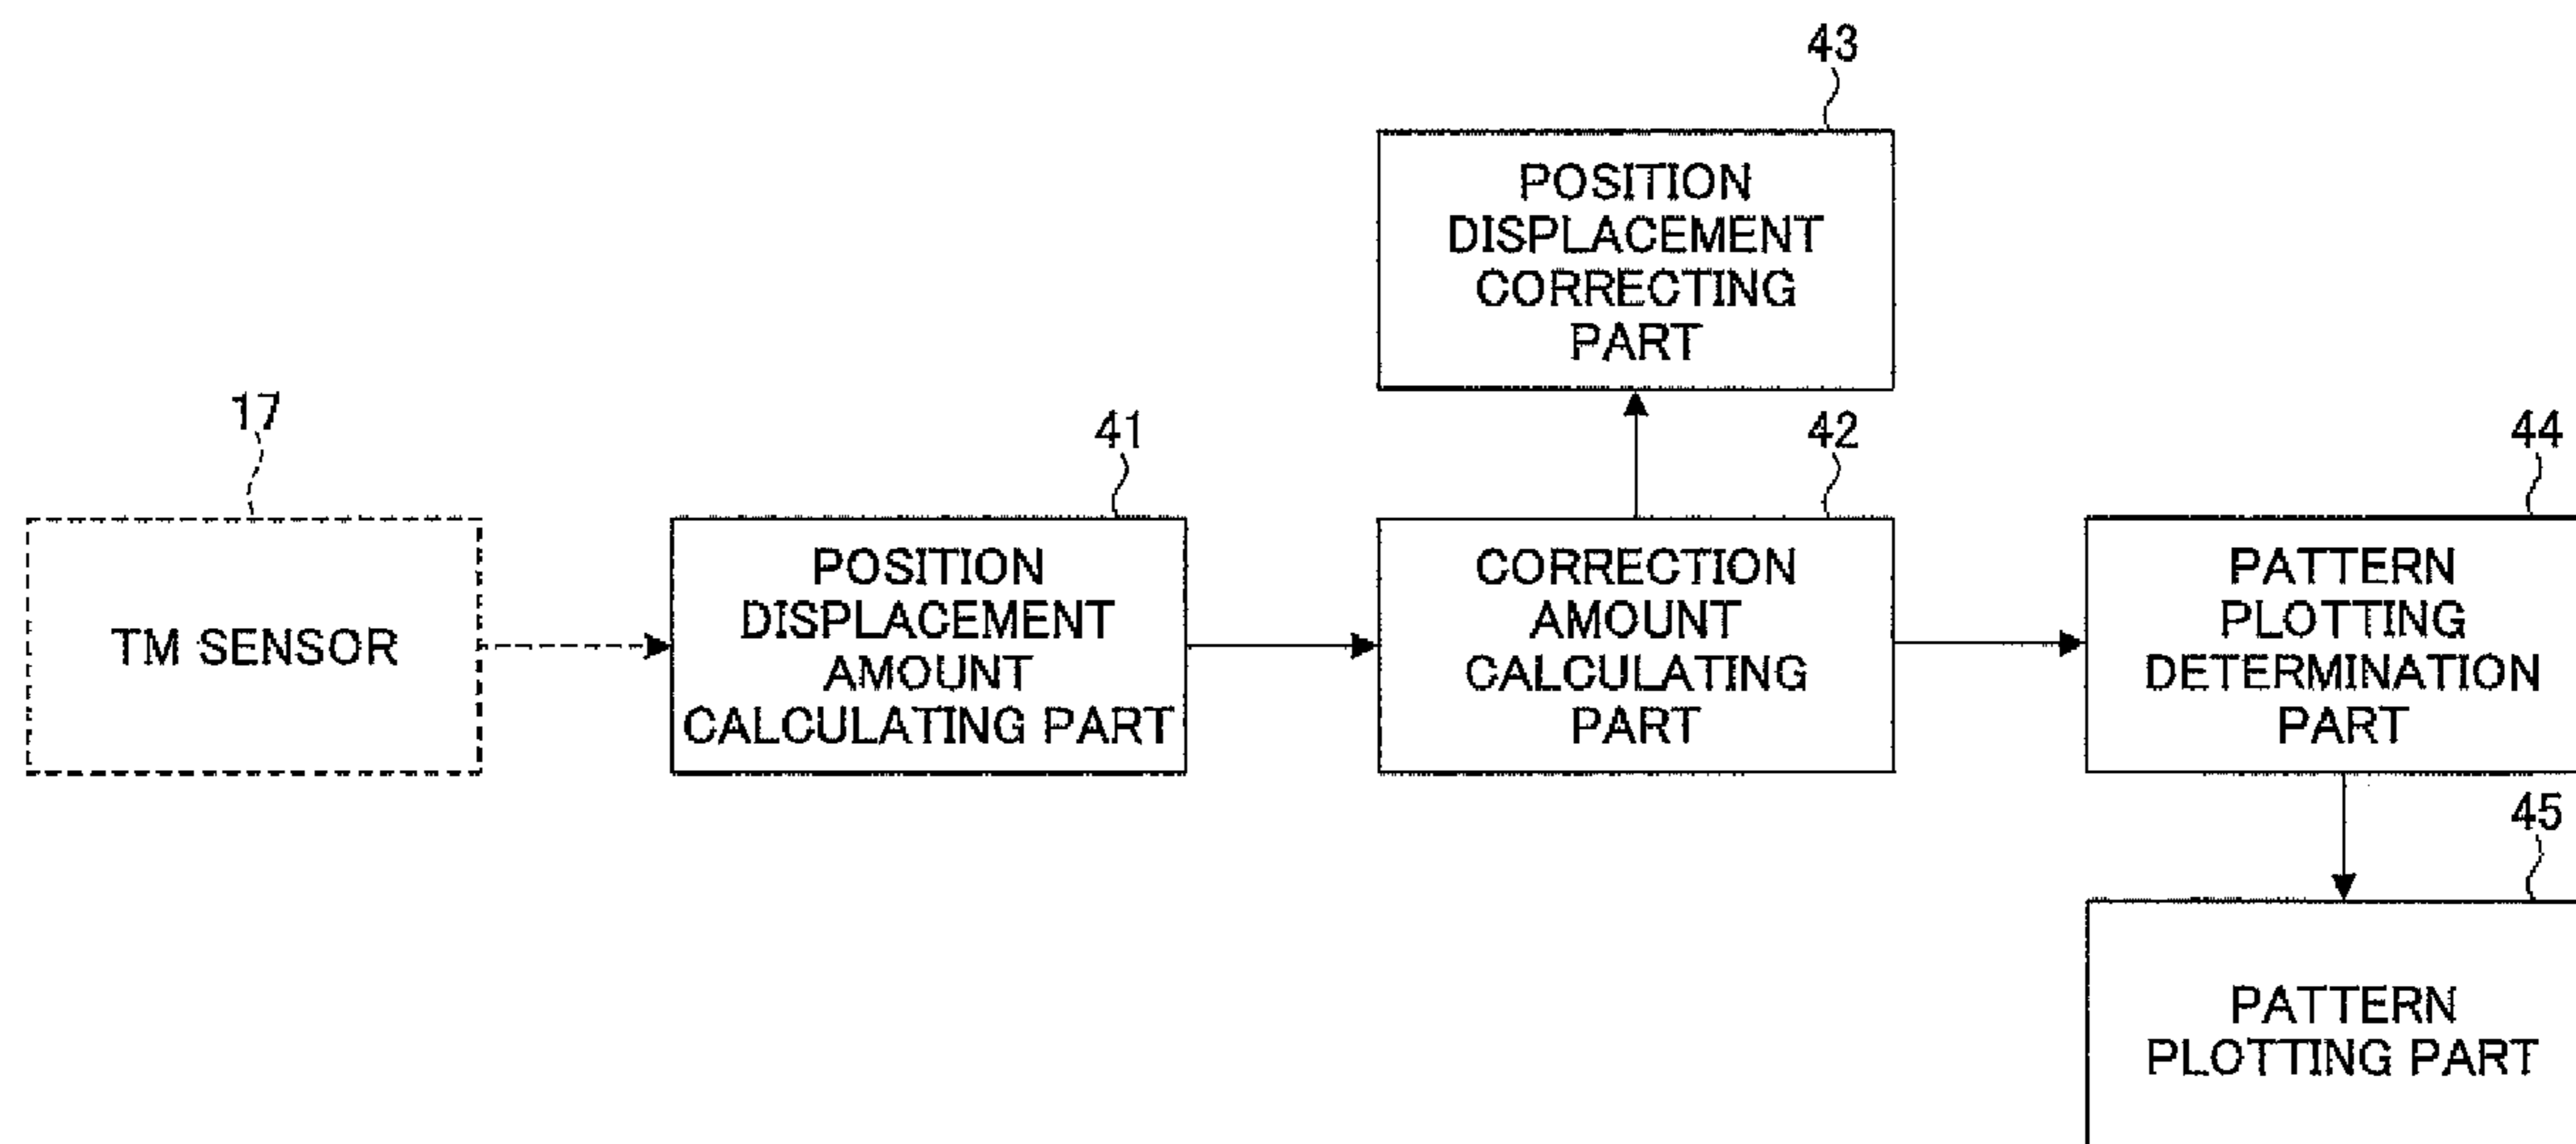 43
POSITION
DISPLACEMENT
CORRECTING
PART
17
TM SENSOR
41
POSITION
DISPLACEMENT
AMOUNT
CALCULATING PART
42
CORRECTION
AMOUNT
CALCULATING
PART
44
PATTERN
PLOTTING
DETERMINATION
PART
45
PATTERN
PLOTTING PART